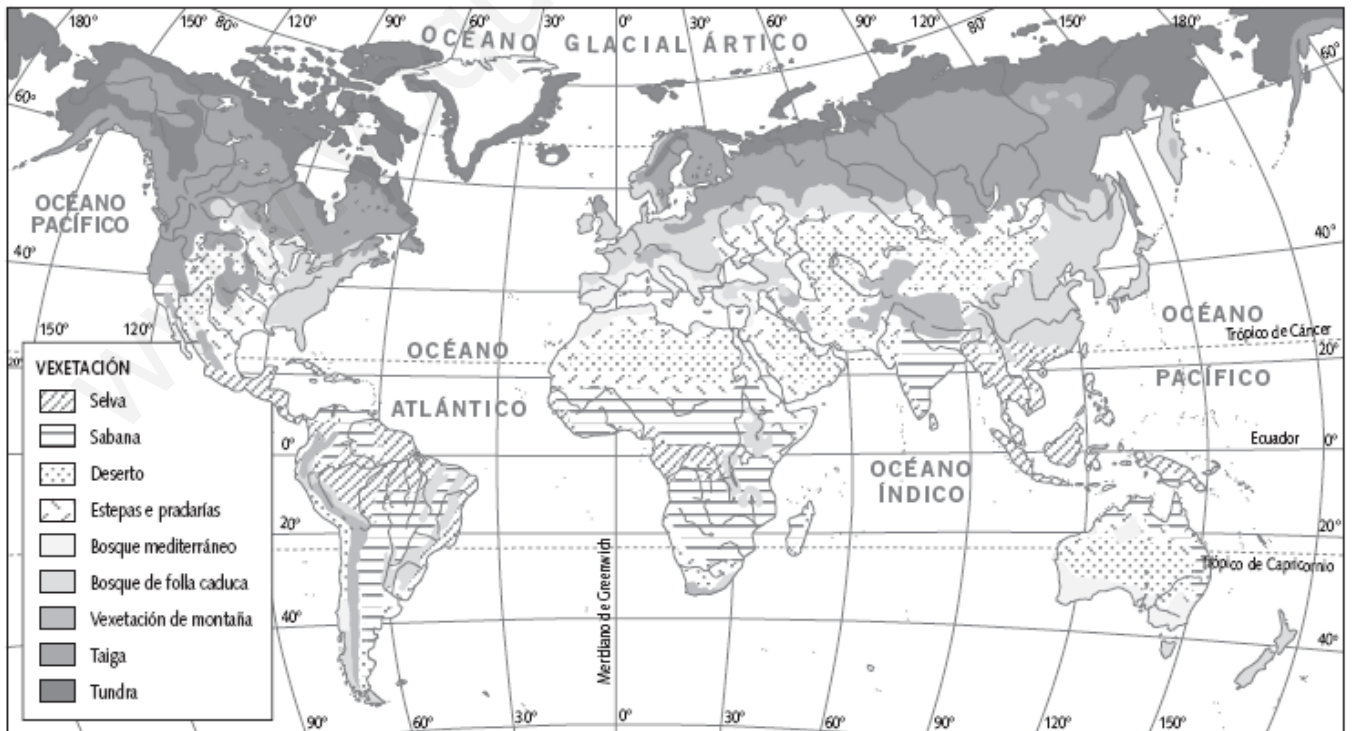 180° 80° 150° 120° 90° 60° 30° 0° 30° 60° 90° 120° 80° 150° 180°
OCÉANO GLACIAL ÁRTICO
60° 60°
OCÉANO
PACÍFICO
40° 40°
150° 120°
OCÉANO
ATLÁNTICO
OCÉANO
PACÍFICO
Trópico de Cáncer
20° 20°
VEXETACIÓN
Selva
Sabana
Deserto
Estepas e pradarías
Bosque mediterráneo
Bosque de folla caduca
Vexetación de montaña
Taiga
Tundra
0° Ecuador 0°
OCÉANO
ÍNDICO
20° 20°
Trópico de Capricornio
Meridiano de Greenwich
40° 40°
90° 60° 30° 0° 30° 60° 90° 120° 150°